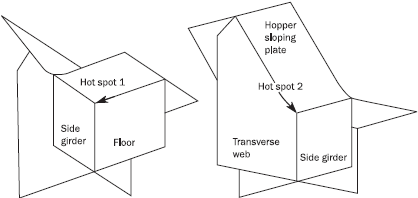 Hot spot 1
Side
girder
Floor
Hopper
sloping
plate
Hot spot 2
Transverse
web
Side girder